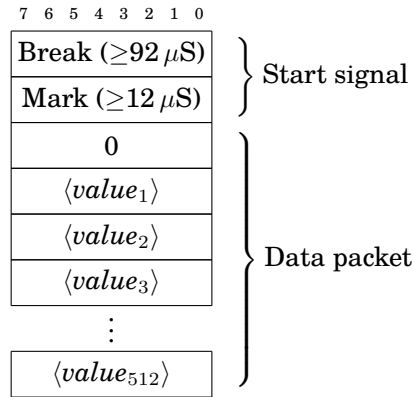 7 6 5 4 3 2 1 0
Break (≥92 μS)
Mark (≥12 μS)
Start signal
0
⟨value₁⟩
⟨value₂⟩
⟨value₃⟩
⋮
⟨value₅₁₂⟩
Data packet